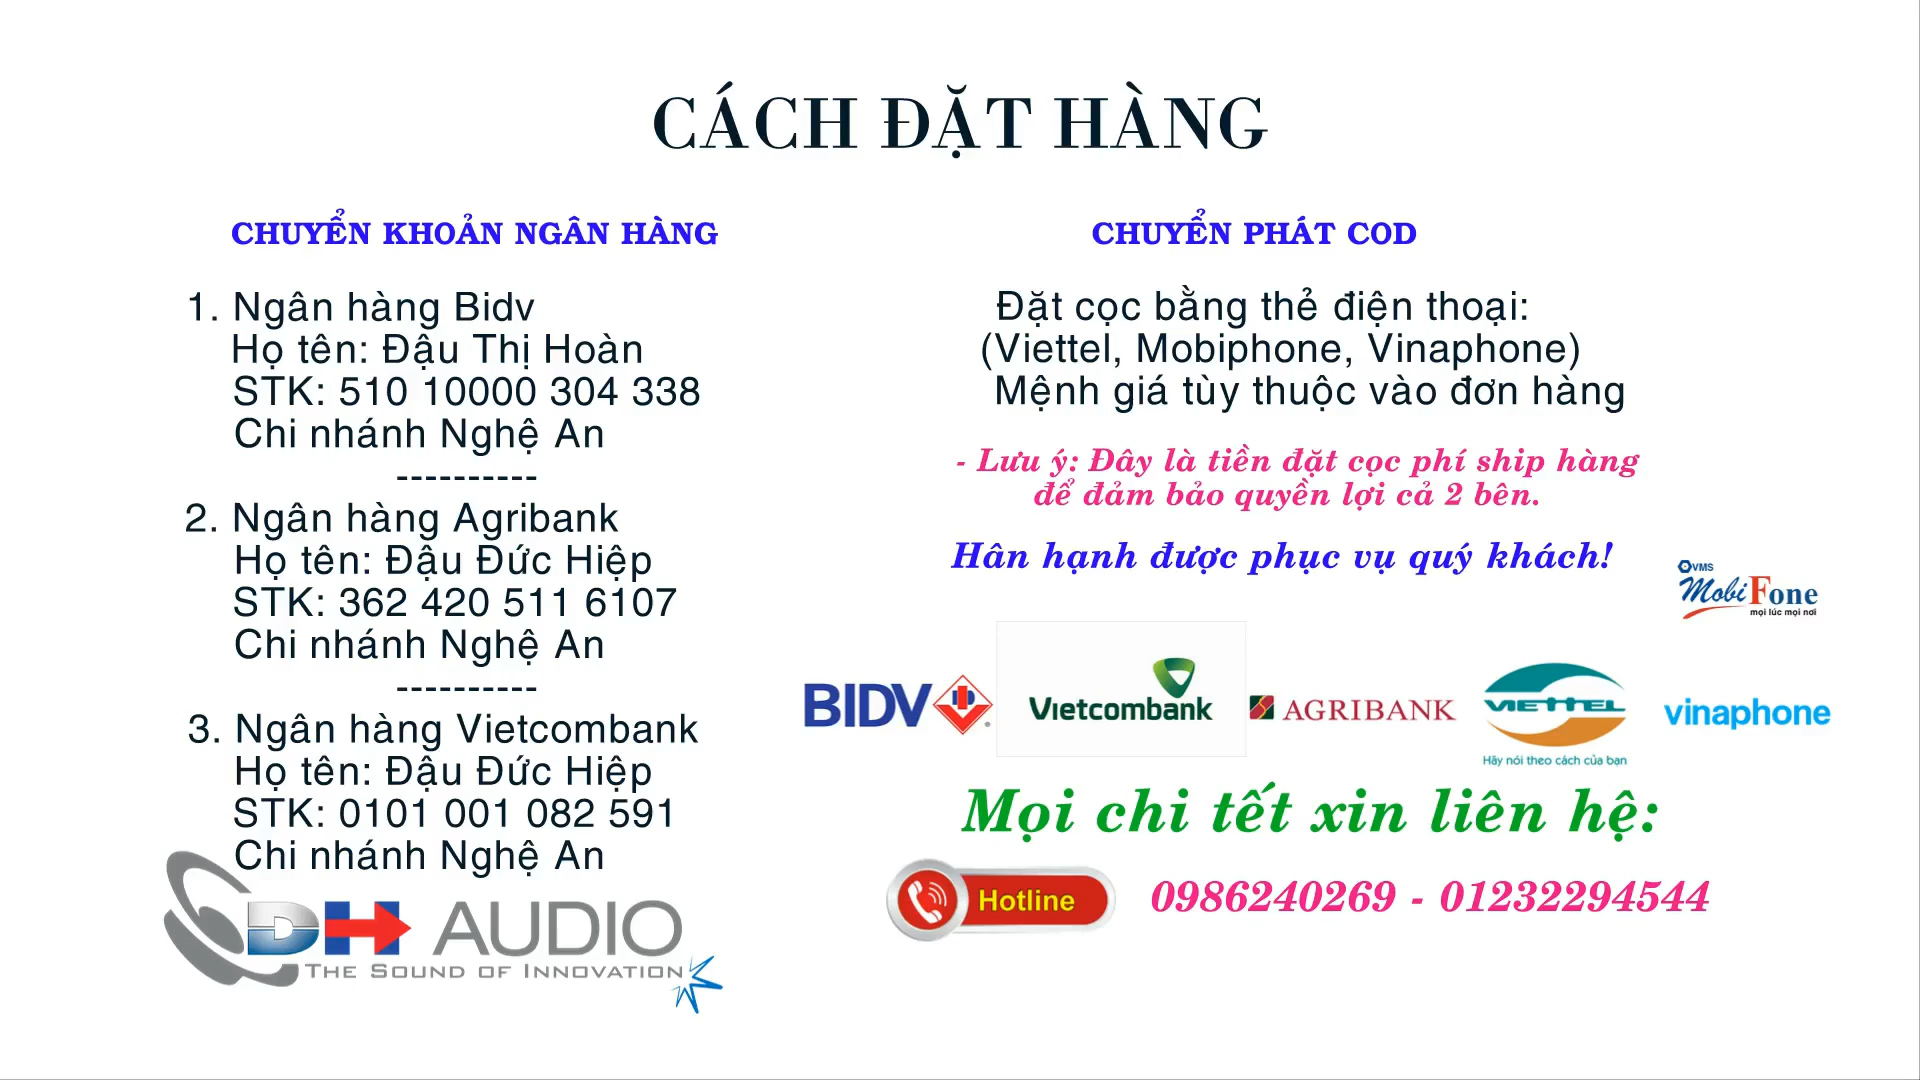 CÁCH ĐẶT HÀNG
CHUYỂN KHOẢN NGÂN HÀNG
1. Ngân hàng Bidv
Họ tên: Đậu Thị Hoàn
STK: 510 10000 304 338
Chi nhánh Nghệ An
----------
2. Ngân hàng Agribank
Họ tên: Đậu Đức Hiệp
STK: 362 420 511 6107
Chi nhánh Nghệ An
----------
3. Ngân hàng Vietcombank
Họ tên: Đậu Đức Hiệp
STK: 0101 001 082 591
Chi nhánh Nghệ An
DH AUDIO
THE SOUND OF INNOVATION
CHUYỂN PHÁT COD
Đặt cọc bằng thẻ điện thoại:
(Viettel, Mobiphone, Vinaphone)
Mệnh giá tùy thuộc vào đơn hàng
- Lưu ý: Đây là tiền đặt cọc phí ship hàng
để đảm bảo quyền lợi cả 2 bên.
Hân hạnh được phục vụ quý khách!
VMS
MobiFone
mọi lúc mọi nơi
BIDV
Vietcombank
AGRIBANK
VIETTEL
Hãy nói theo cách của bạn
vinaphone
Mọi chi tết xin liên hệ:
Hotline
0986240269 - 01232294544